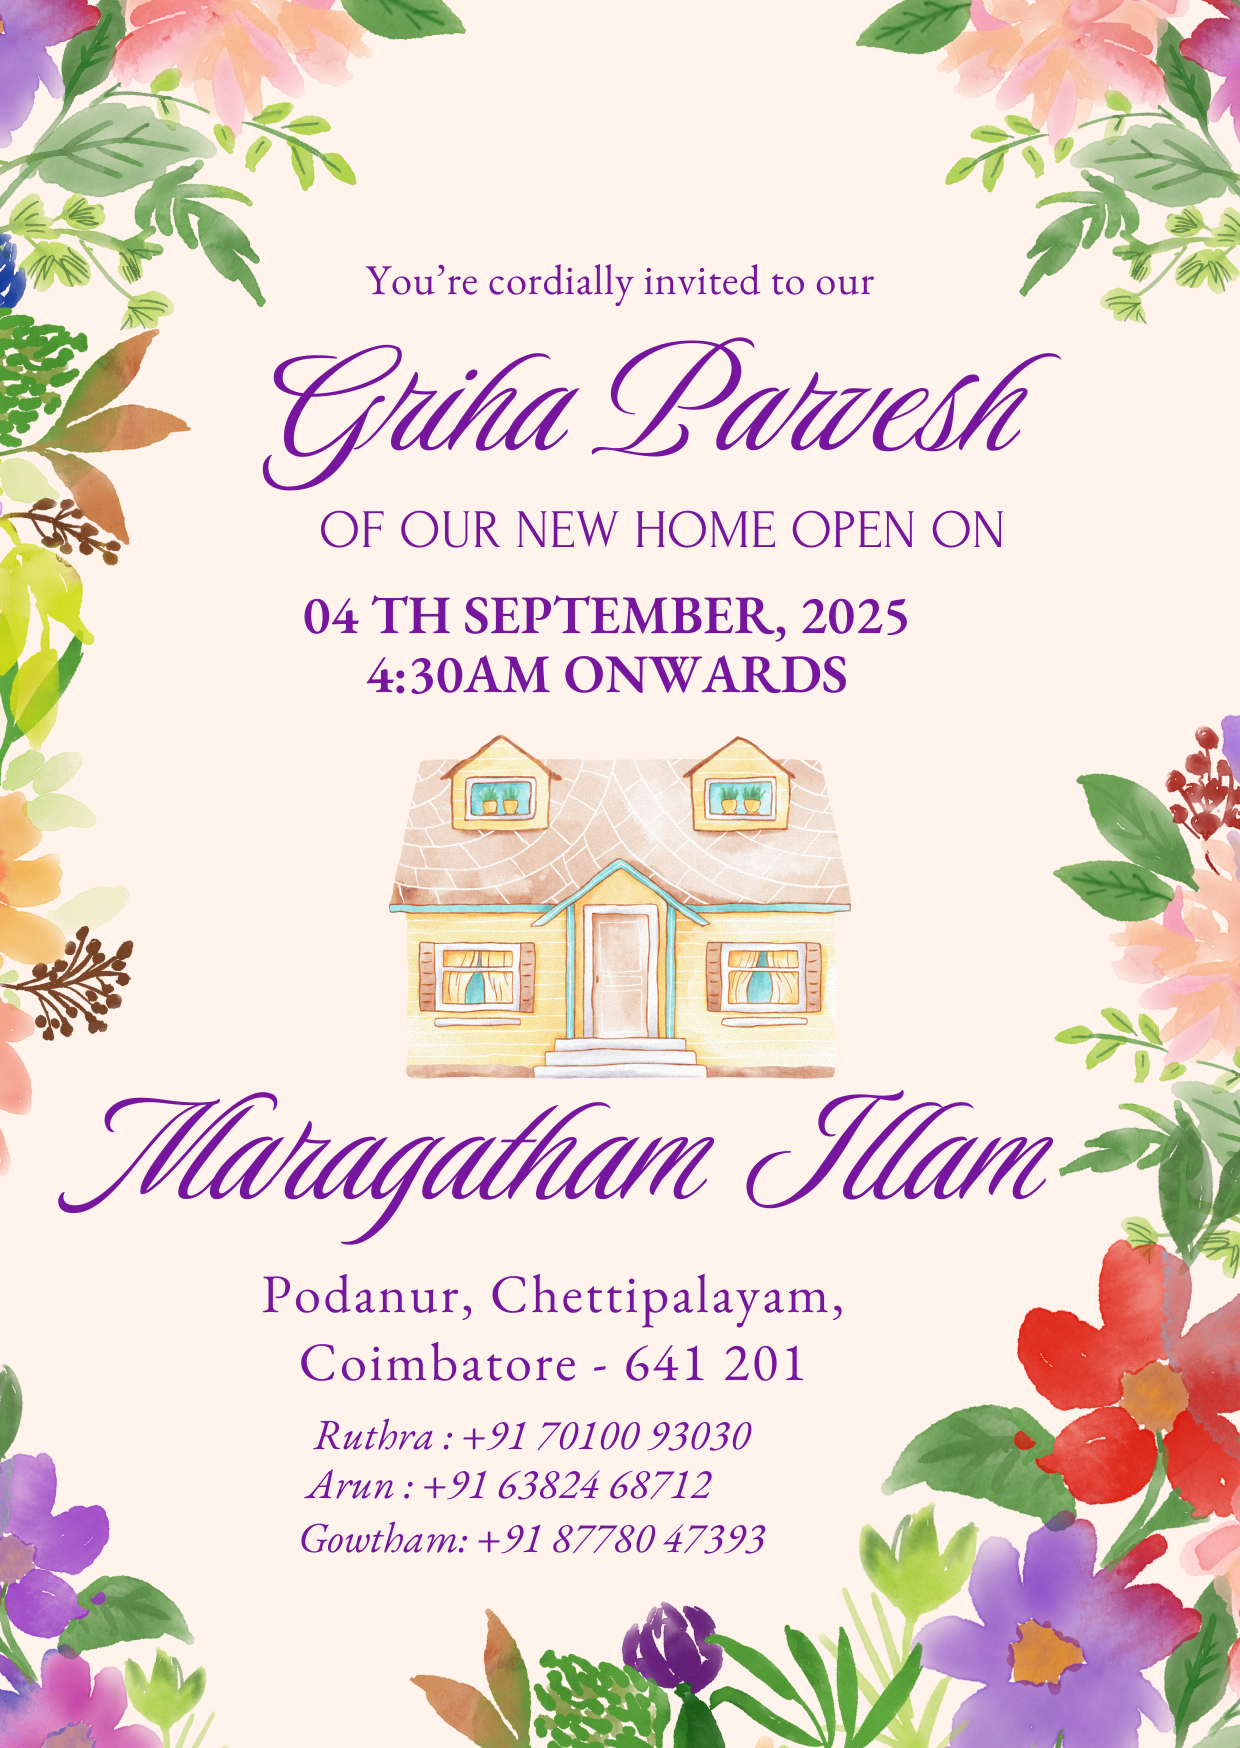 You’re cordially invited to our
Griha Parvesh
OF OUR NEW HOME OPEN ON
04 TH SEPTEMBER, 2025
4:30AM ONWARDS
Maragatham Illam
Podanur, Chettipalayam,
Coimbatore - 641 201
Ruthra : +91 70100 93030
Arun : +91 63824 68712
Gowtham: +91 87780 47393